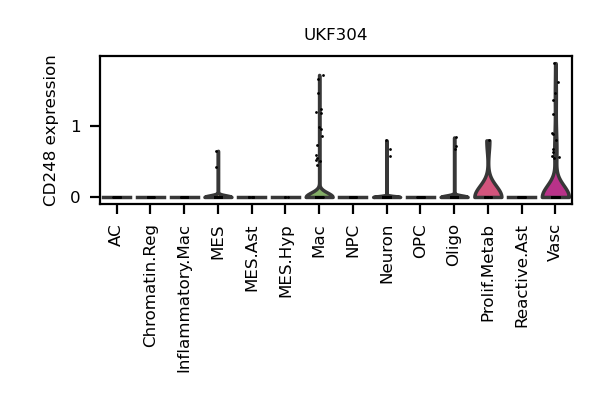 UKF304
CD248 expression
1
0
AC
Chromatin.Reg
Inflammatory.Mac
MES
MES.Ast
MES.Hyp
Mac
NPC
Neuron
OPC
Oligo
Prolif.Metab
Reactive.Ast
Vasc